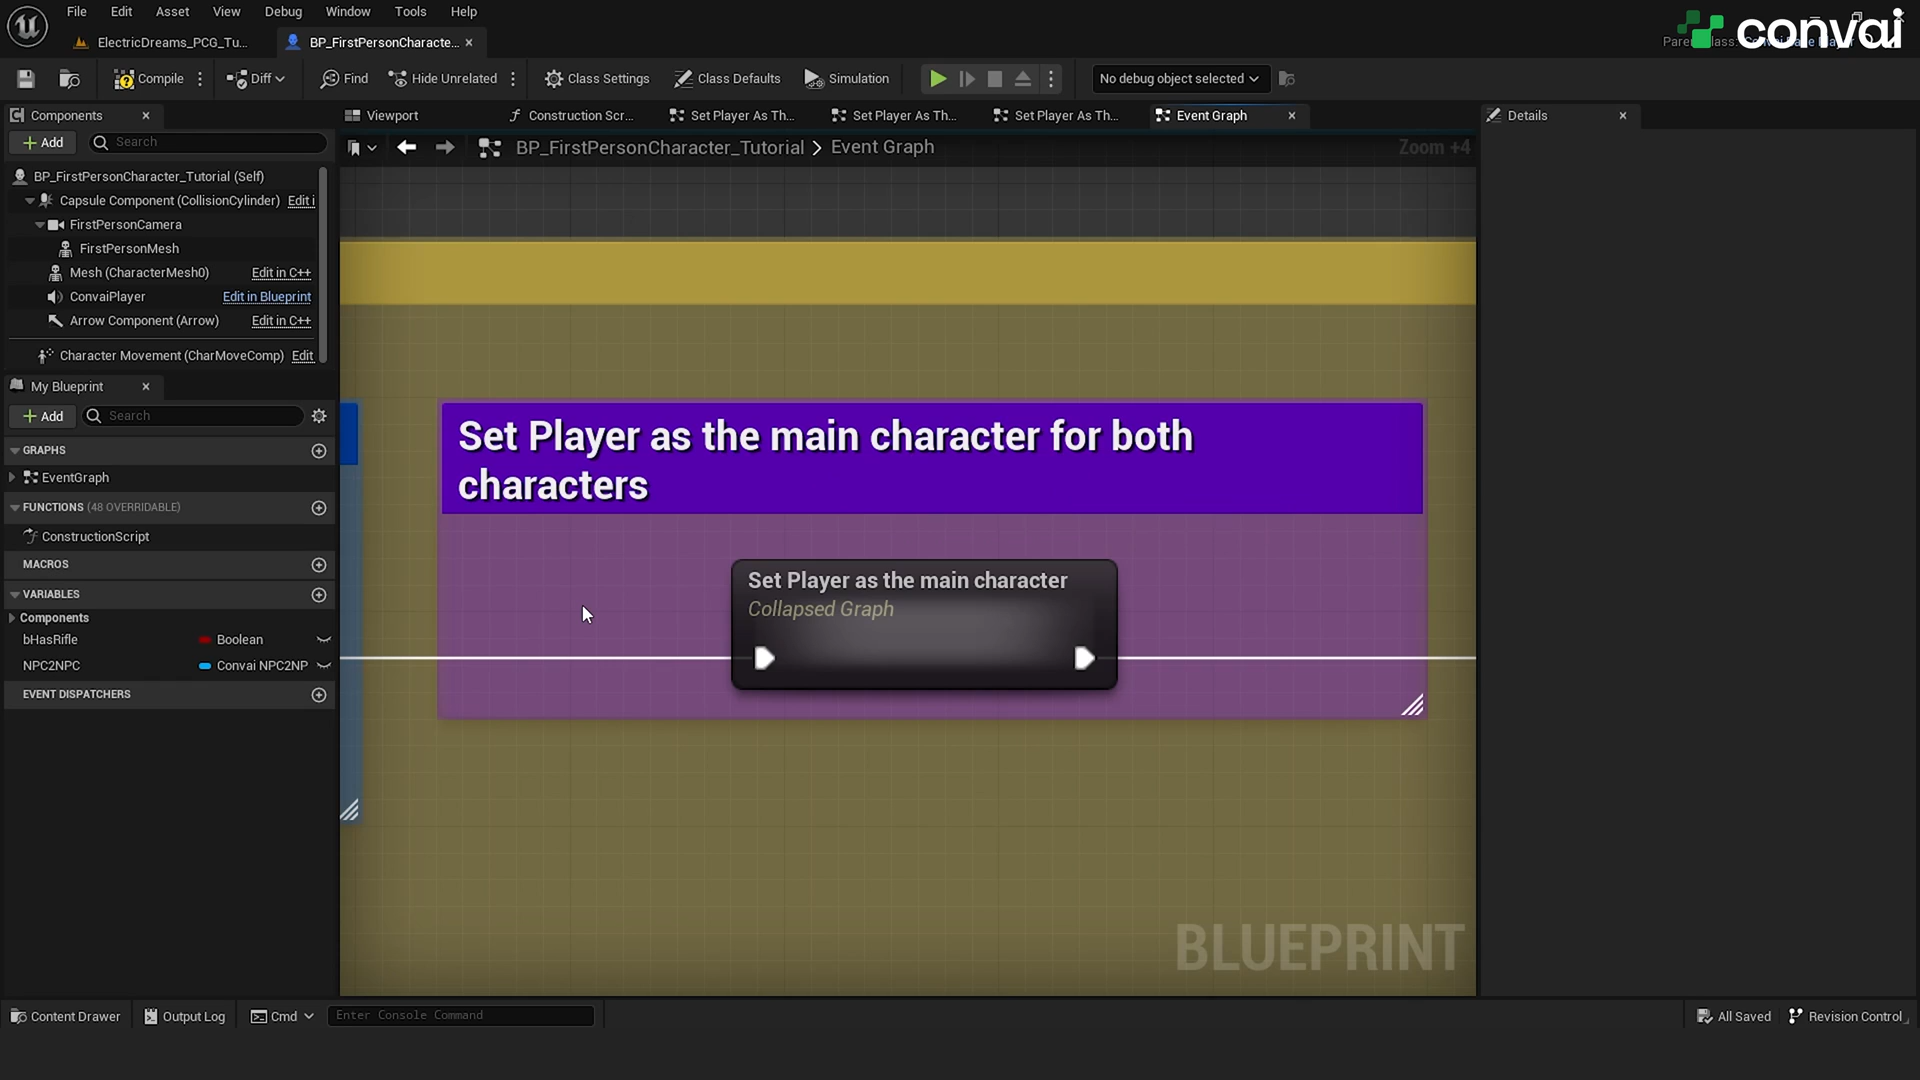 File Edit Asset View Debug Window Tools Help
convai
ElectricDreams_PCG_Tu...
BP_FirstPersonCharacte...
Compile
Diff
Find
Hide Unrelated
Class Settings
Class Defaults
Simulation
No debug object selected
Components
Add
Search
BP_FirstPersonCharacter_Tutorial (Self)
Capsule Component (CollisionCylinder) Edit i
FirstPersonCamera
FirstPersonMesh
Mesh (CharacterMesh0) Edit in C++
ConvaiPlayer Edit in Blueprint
Arrow Component (Arrow) Edit in C++
Character Movement (CharMoveComp) Edit
My Blueprint
Add
Search
GRAPHS
EventGraph
FUNCTIONS (48 OVERRIDABLE)
ConstructionScript
MACROS
VARIABLES
Components
bHasRifle Boolean
NPC2NPC Convai NPC2NP
EVENT DISPATCHERS
Viewport
Construction Scr...
Set Player As Th...
Set Player As Th...
Set Player As Th...
Event Graph
BP_FirstPersonCharacter_Tutorial > Event Graph
Zoom +4
Set Player as the main character for both
characters
Set Player as the main character
Collapsed Graph
BLUEPRINT
Details
Content Drawer
Output Log
Cmd
Enter Console Command
All Saved
Revision Control